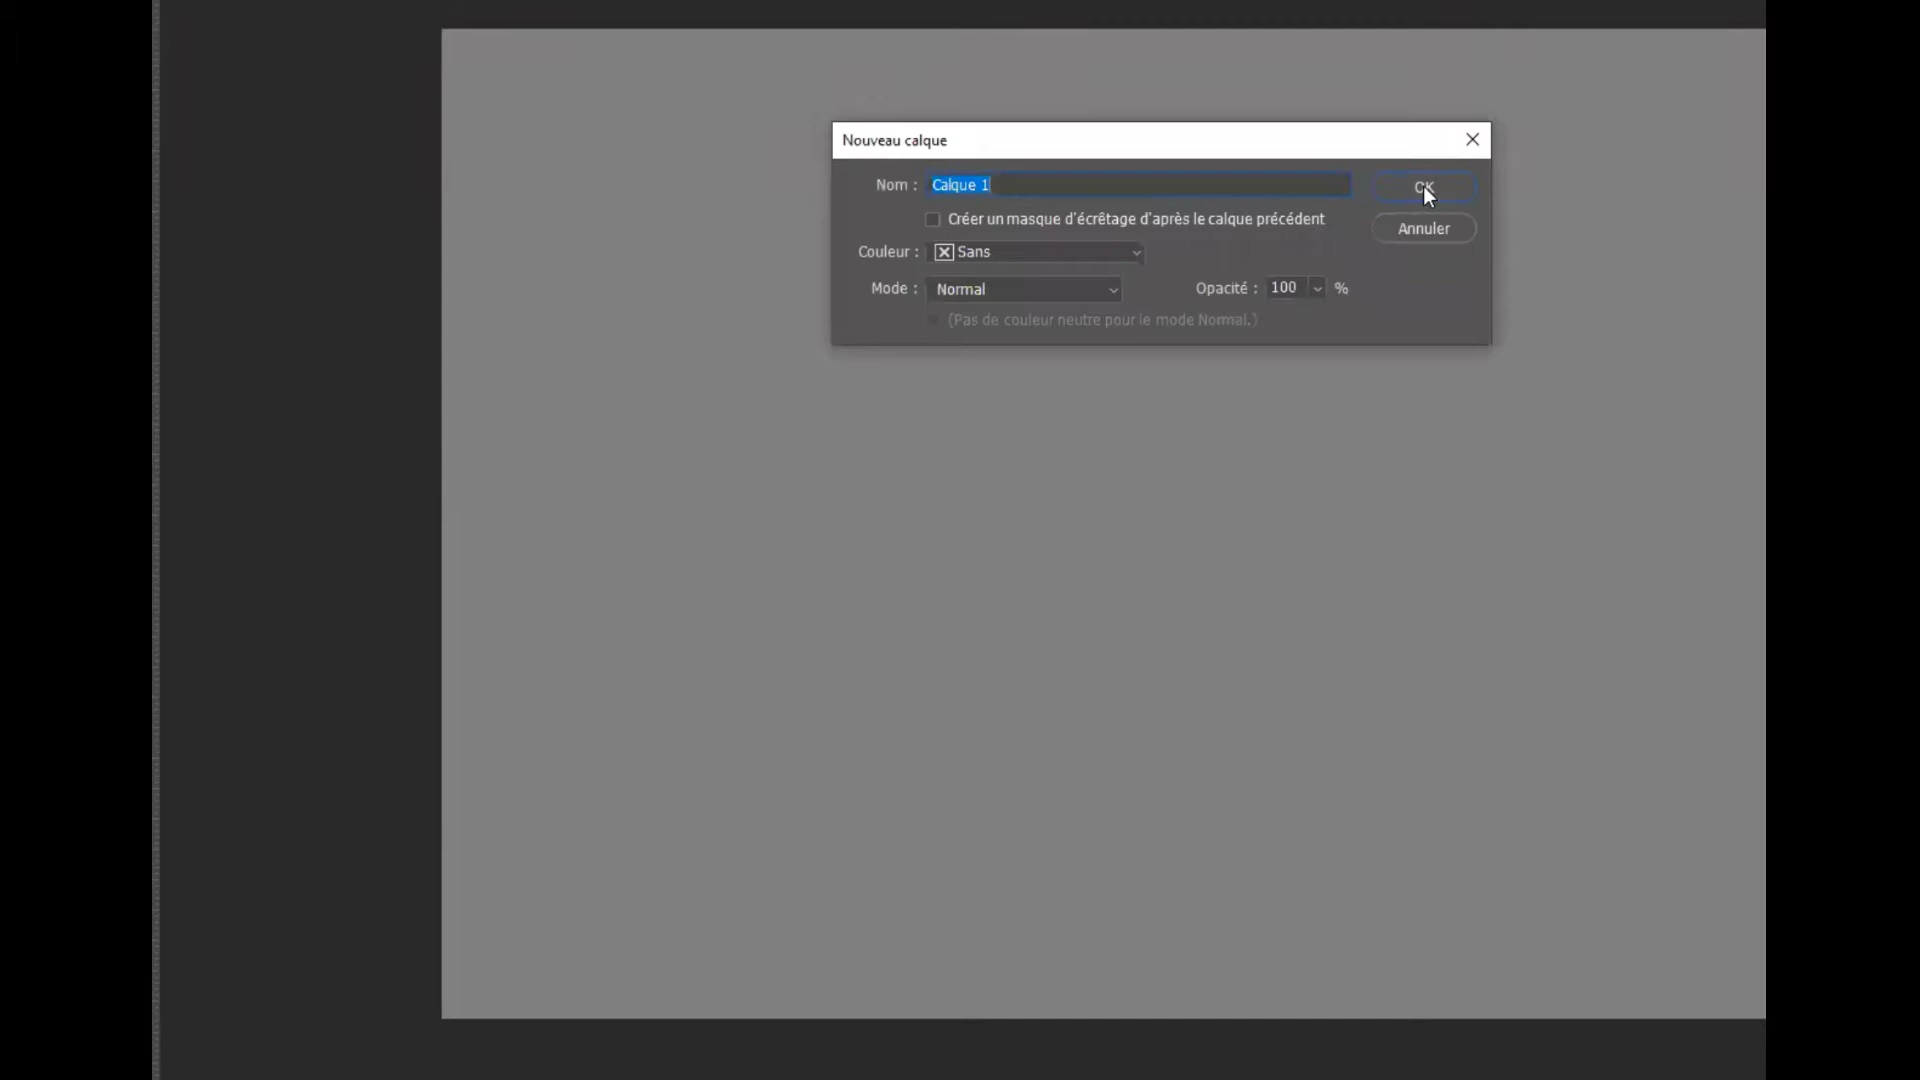 Nouveau calque
Nom : Calque 1
OK
Créer un masque d'écrêtage d'après le calque précédent
Annuler
Couleur : Sans
Mode : Normal Opacité : 100 %
(Pas de couleur neutre pour le mode Normal.)